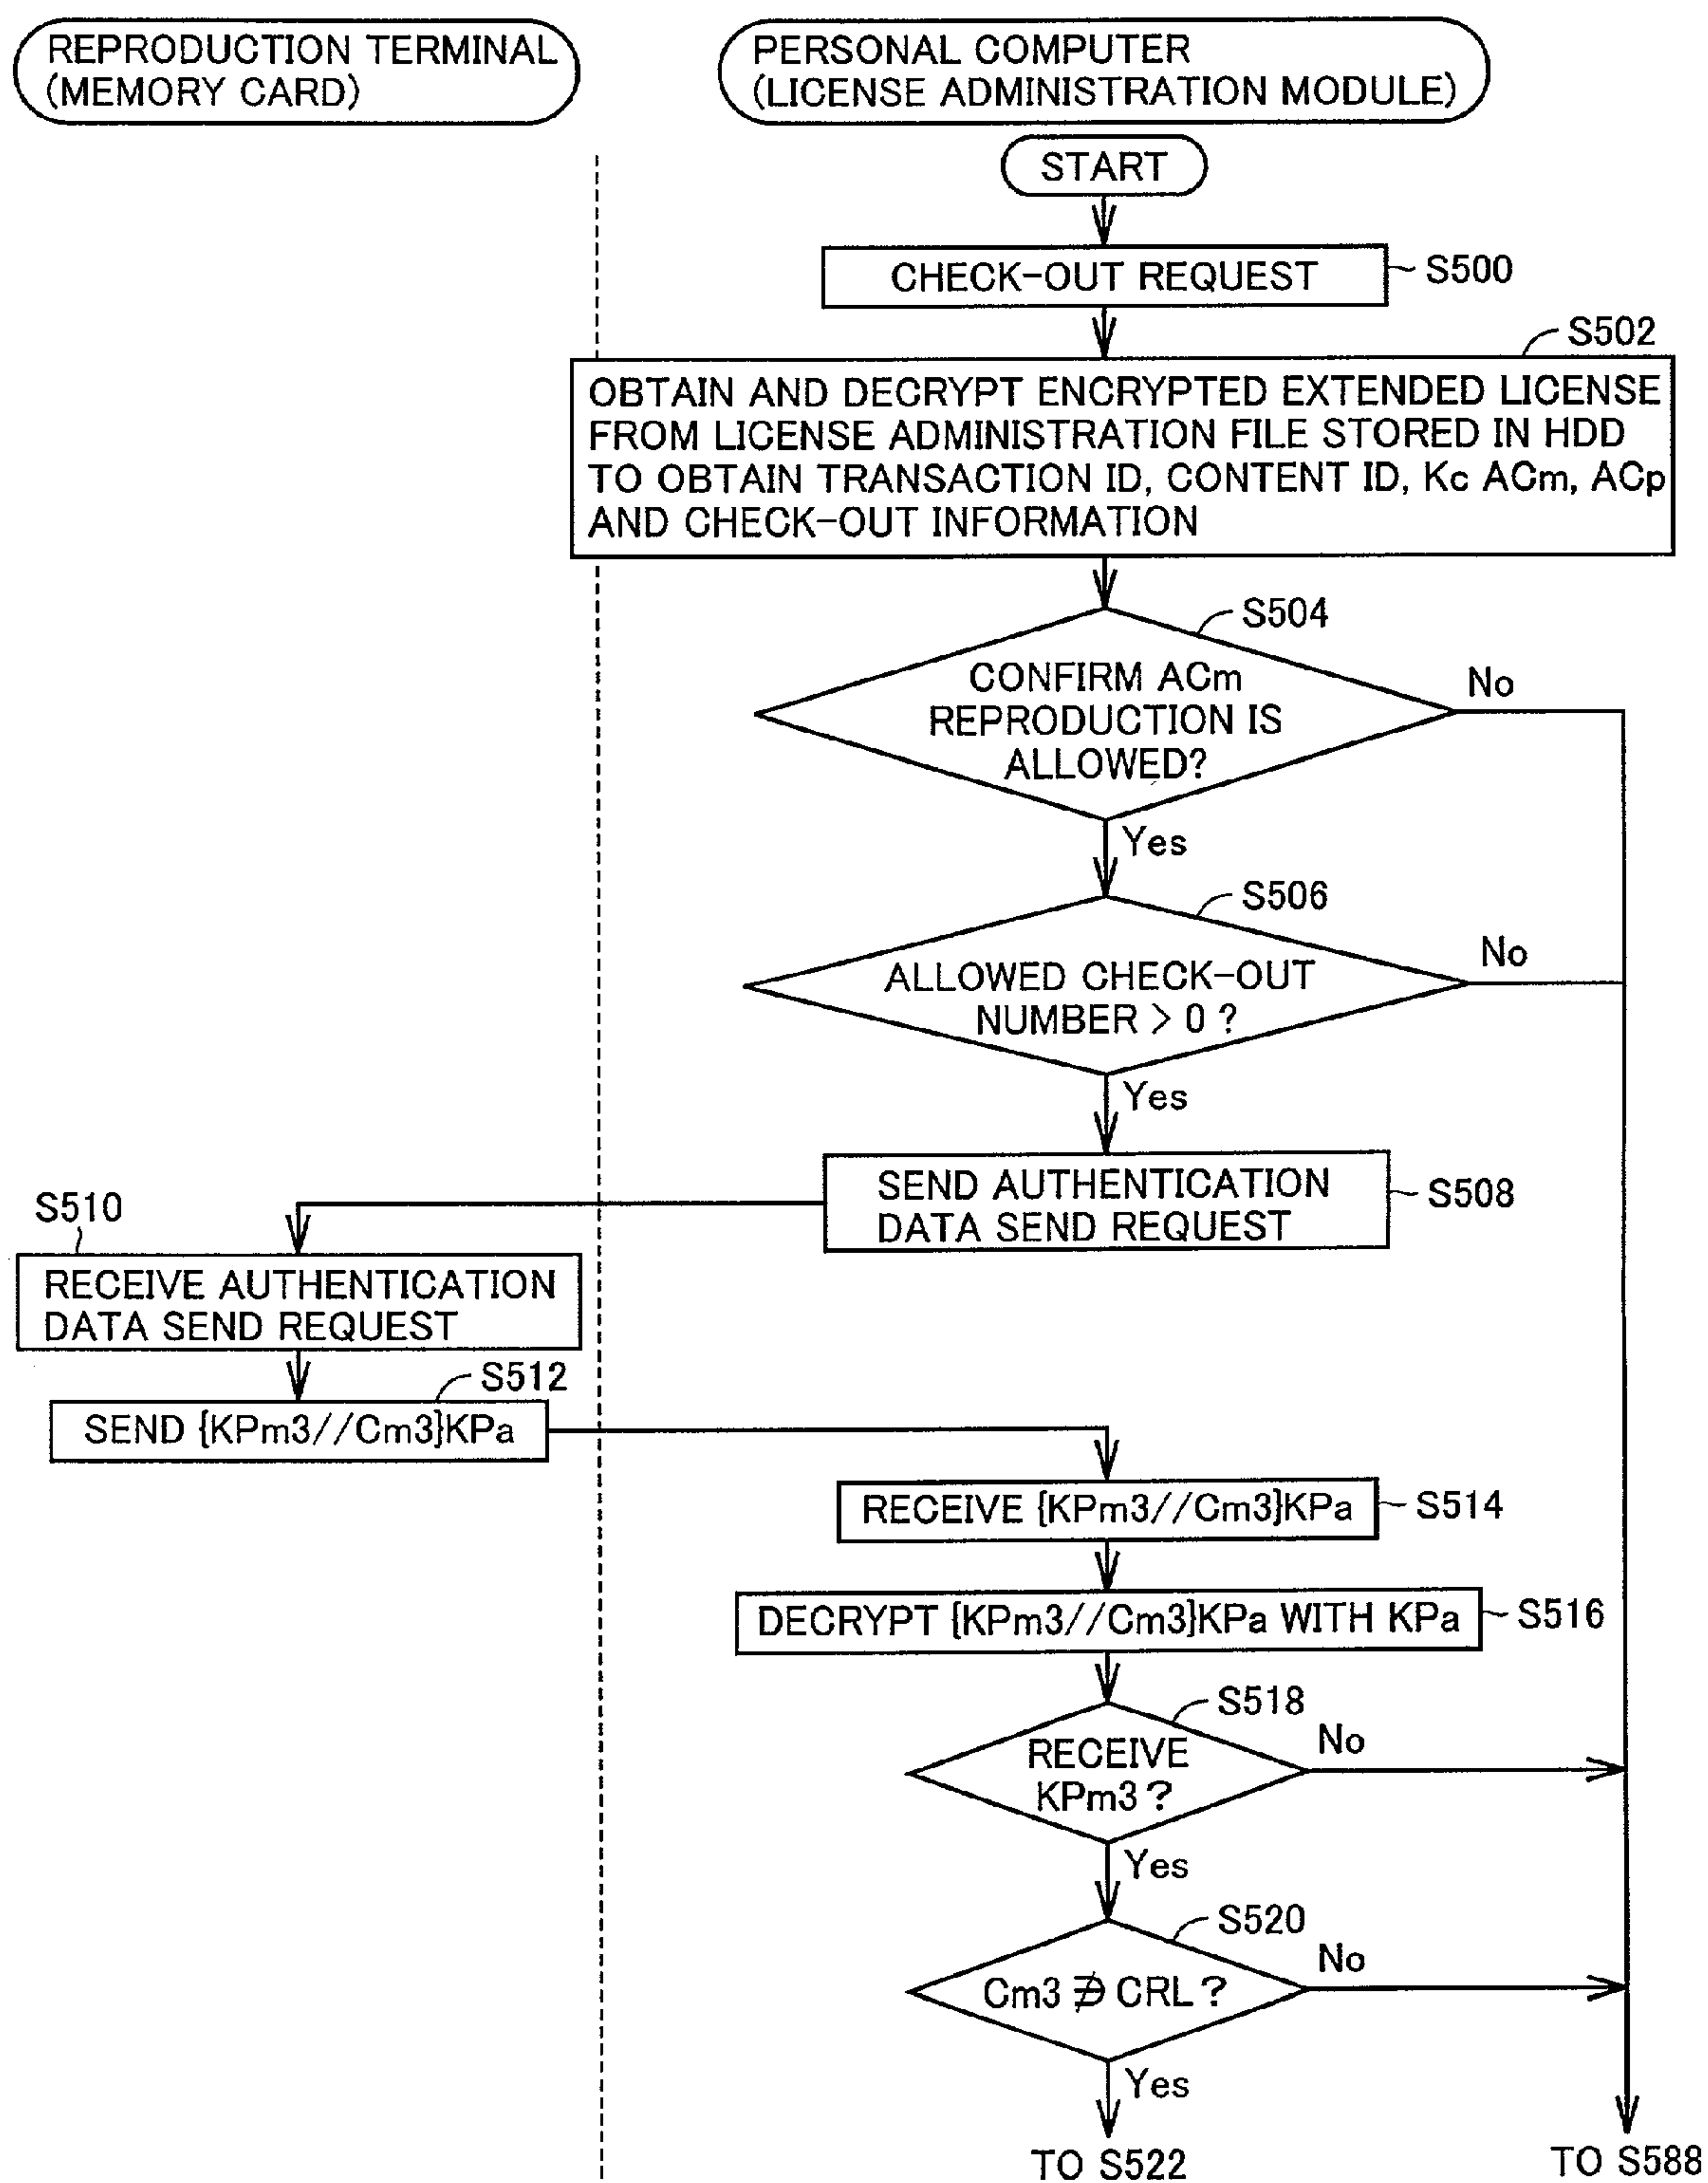 REPRODUCTION TERMINAL
(MEMORY CARD)
PERSONAL COMPUTER
(LICENSE ADMINISTRATION MODULE)
START
CHECK-OUT REQUEST
S500
S502
OBTAIN AND DECRYPT ENCRYPTED EXTENDED LICENSE
FROM LICENSE ADMINISTRATION FILE STORED IN HDD
TO OBTAIN TRANSACTION ID, CONTENT ID, Kc ACm, ACp
AND CHECK-OUT INFORMATION
S504
CONFIRM ACm
REPRODUCTION IS
ALLOWED?
No
Yes
S506
ALLOWED CHECK-OUT
NUMBER > 0 ?
No
Yes
SEND AUTHENTICATION
DATA SEND REQUEST
S508
S510
RECEIVE AUTHENTICATION
DATA SEND REQUEST
S512
SEND {KPm3//Cm3}KPa
RECEIVE {KPm3//Cm3}KPa
S514
DECRYPT {KPm3//Cm3}KPa WITH KPa
S516
S518
RECEIVE
KPm3 ?
No
Yes
S520
Cm3 ∌ CRL ?
No
Yes
TO S522
TO S588